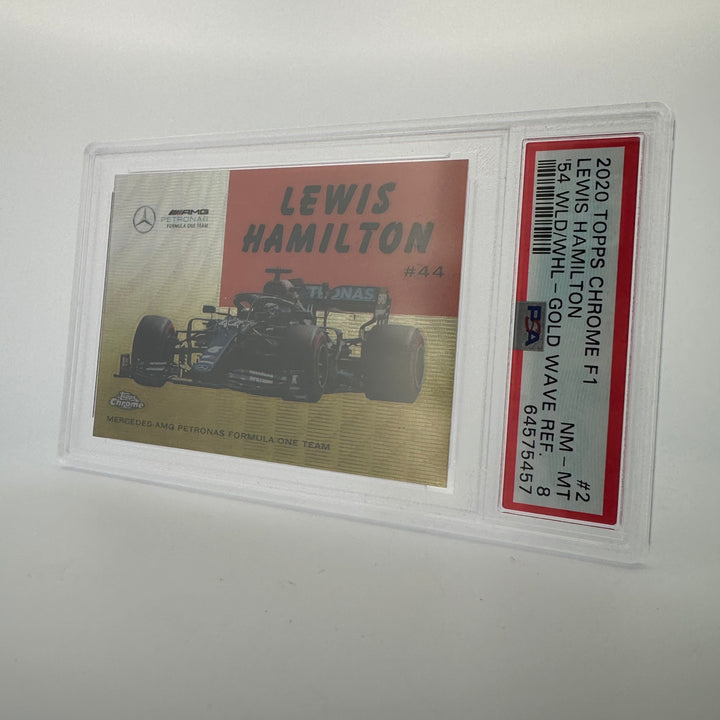 AMG
PETRONAS
FORMULA ONE TEAM
LEWIS
HAMILTON
#44
PETRONAS
Topps
Chrome
MERCEDES-AMG PETRONAS FORMULA ONE TEAM
2020 TOPPS CHROME F1 #2
LEWIS HAMILTON NM - MT
'54 WLD/WHL-GOLD WAVE REF. 8
PSA 64575457